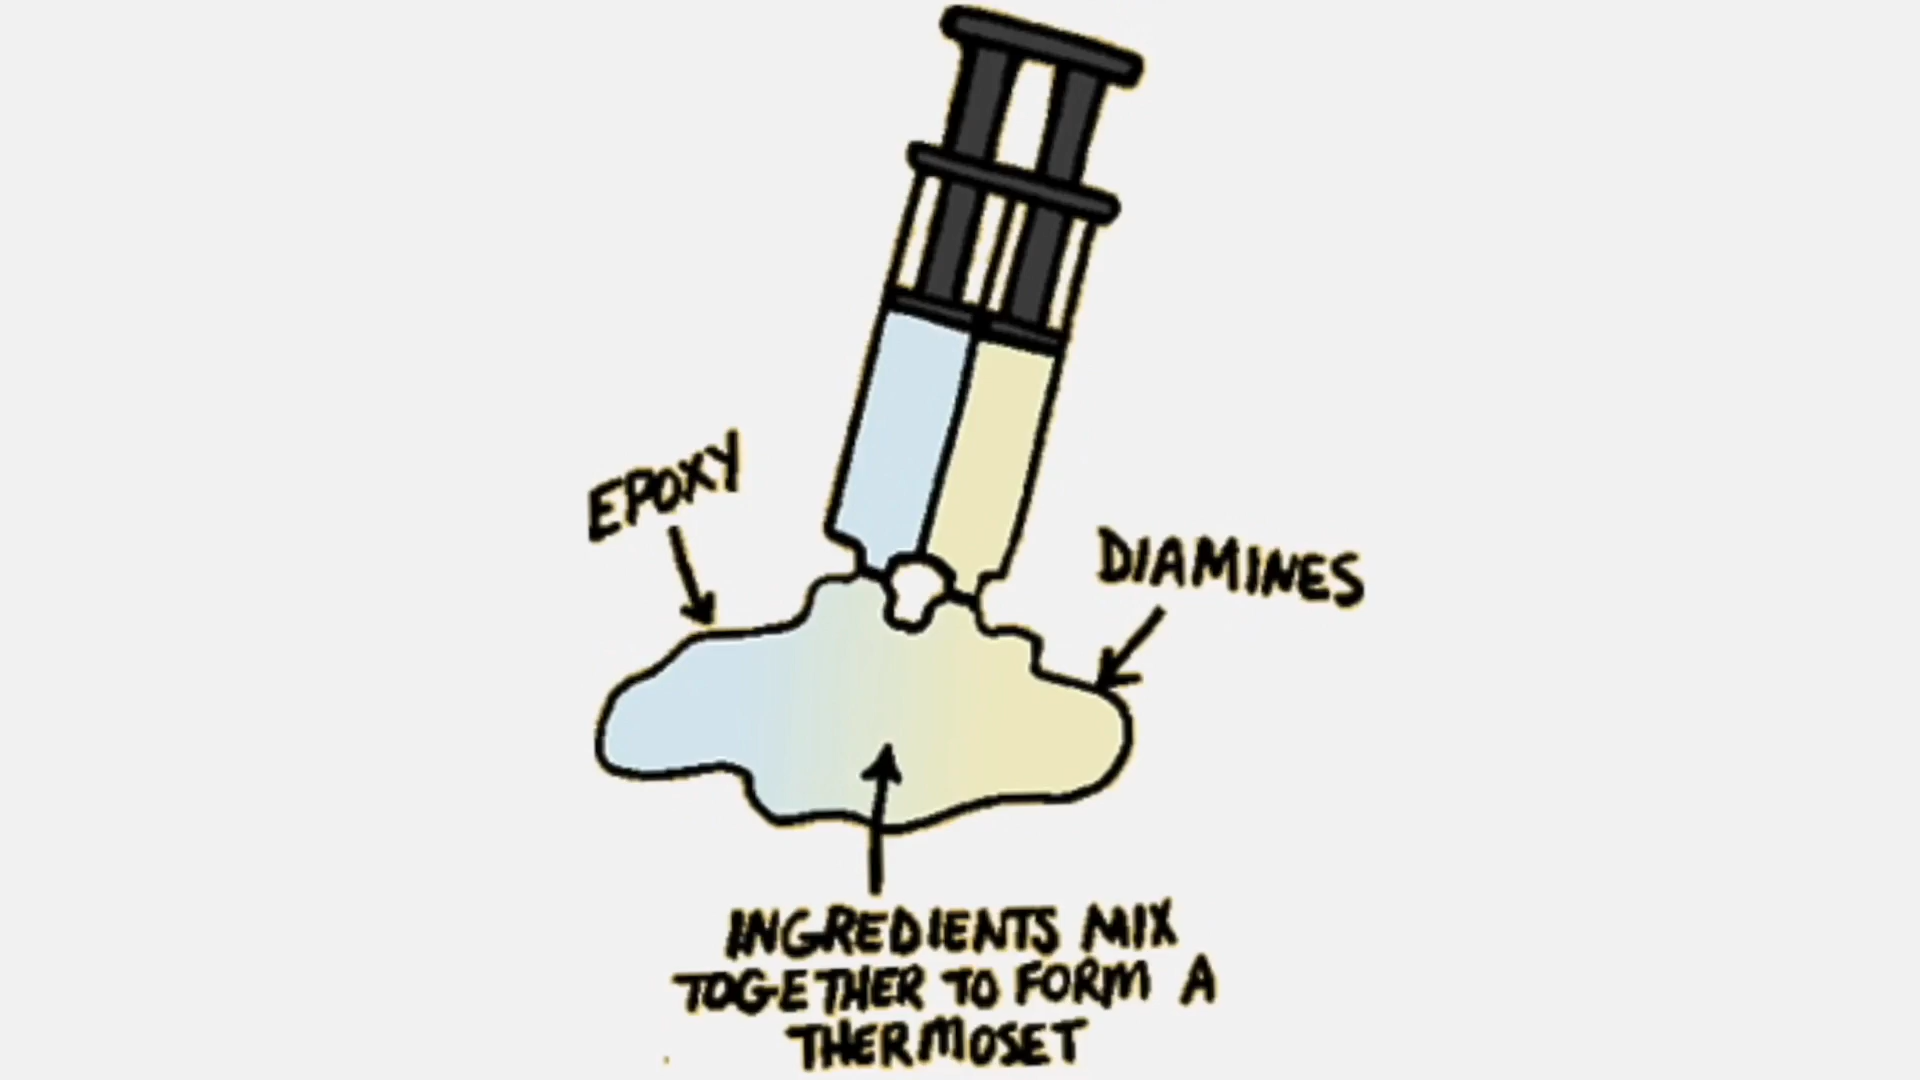 EPOXY
DIAMINES
INGREDIENTS MIX
TOGETHER TO FORM A
THERMOSET